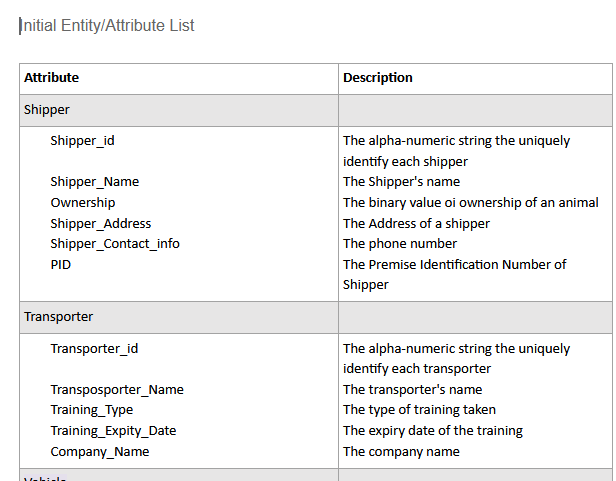 Initial Entity/Attribute List
Attribute Description
Shipper
Shipper_id The alpha-numeric string the uniquely
identify each shipper
Shipper_Name The Shipper's name
Ownership The binary value oi ownership of an animal
Shipper_Address The Address of a shipper
Shipper_Contact_info The phone number
PID The Premise Identification Number of
Shipper
Transporter
Transporter_id The alpha-numeric string the uniquely
identify each transporter
Transposporter_Name The transporter's name
Training_Type The type of training taken
Training_Expity_Date The expiry date of the training
Company_Name The company name
Vehicle